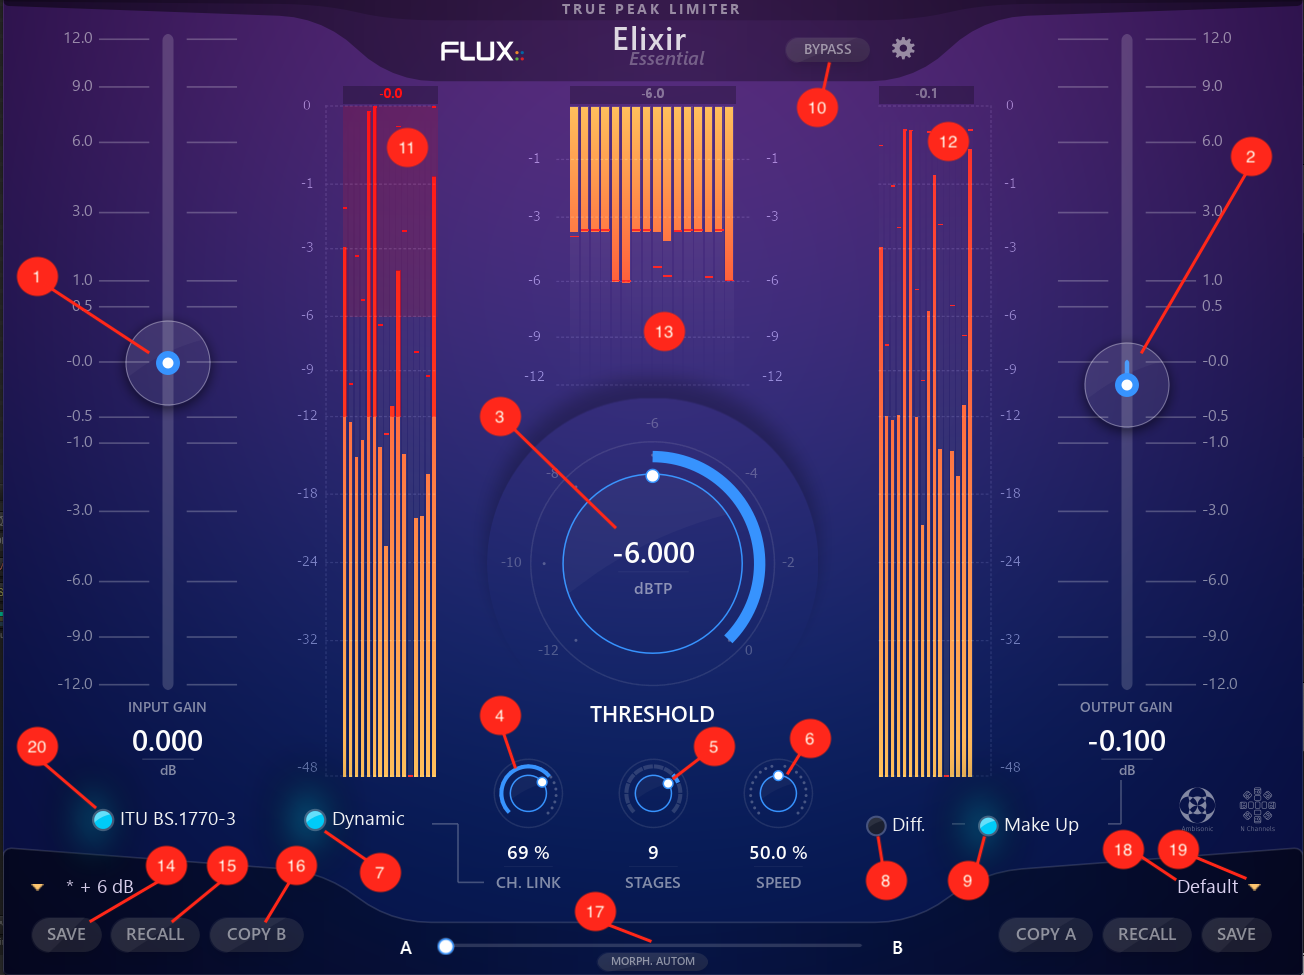 TRUE PEAK LIMITER
FLUX::
Elixir
Essential
BYPASS
10
12.0
9.0
6.0
3.0
1.0
0.5
-0.0
-0.5
-1.0
-3.0
-6.0
-9.0
-12.0
1
INPUT GAIN
0.000
dB
20
ITU BS.1770-3
-0.0
11
0
-1
-3
-6
-9
-12
-18
-24
-32
-48
Dynamic
7
-6.0
-1 -1
-3 -3
-6 -6
-9 -9
-12 -12
13
3
-12
-10
-8
-6
-4
-2
0
-6.000
dBTP
THRESHOLD
4
5
6
69 %
CH. LINK
9
STAGES
50.0 %
SPEED
-0.1
12
0
-1
-3
-6
-9
-12
-18
-24
-32
-48
Diff.
8
Make Up
9
12.0
9.0
6.0
3.0
1.0
0.5
-0.0
-0.5
-1.0
-3.0
-6.0
-9.0
-12.0
2
OUTPUT GAIN
-0.100
dB
Ambisonic
N Channels
14
15
16
* + 6 dB
SAVE
RECALL
COPY B
17
A
B
MORPH. AUTOM
18
19
Default
COPY A
RECALL
SAVE